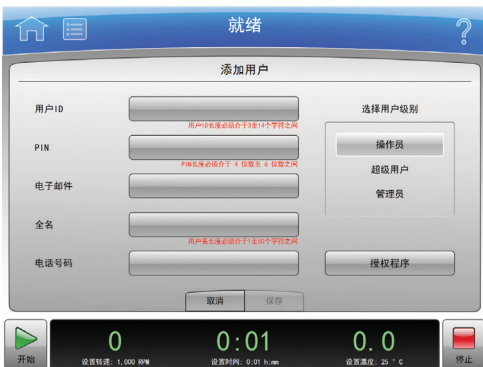 就绪
添加用户
用户ID
用户ID长度必须介于3至14个字符之间
PIN
PIN长度必须介于 4 位数至 6 位数之间
电子邮件
全名
用户名长度必须介于1至50个字符之间
电话号码
选择用户级别
操作员
超级用户
管理员
授权程序
取消
保存
开始
0
设置转速: 1,000 RPM
0:01
设置时间: 0:01 h:mm
0.0
设置温度: 25 ° C
停止